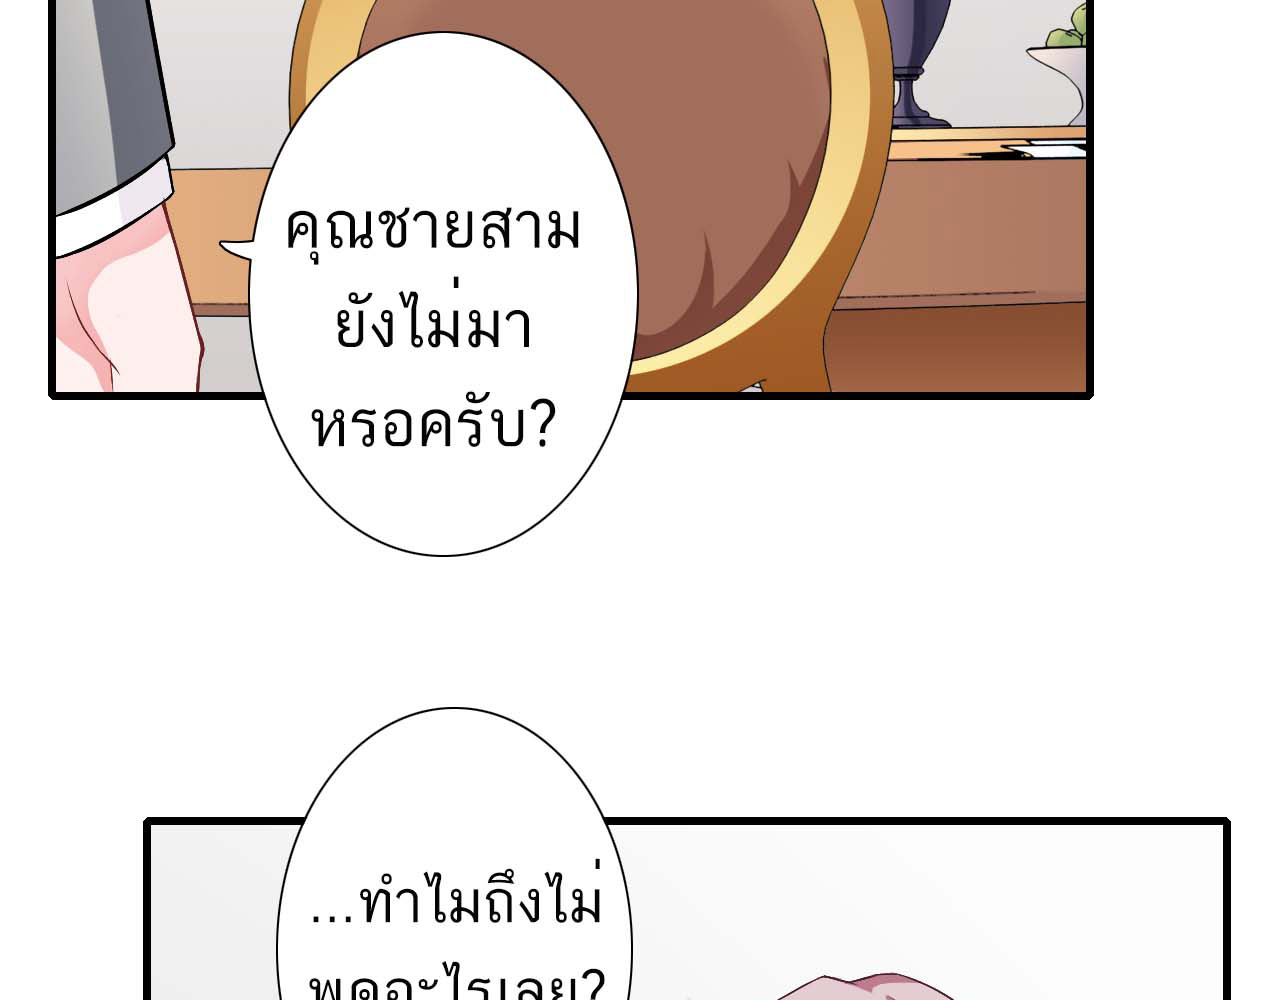 คุณชายสาม
ยังไม่มา
หรอครับ?
...ทำไมถึงไม่
พูดอะไรเลย?